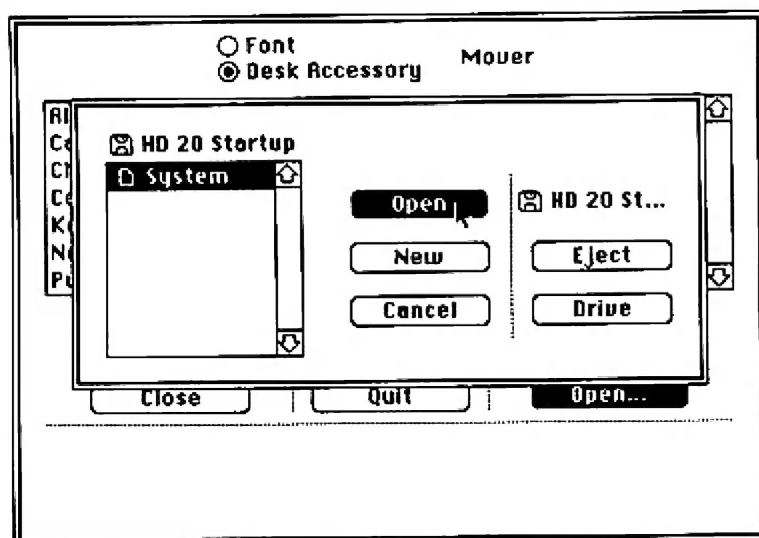 Font
Desk Accessory
Mover
HD 20 Startup
System
Open
New
Cancel
HD 20 St...
Eject
Drive
Close
Quit
Open...